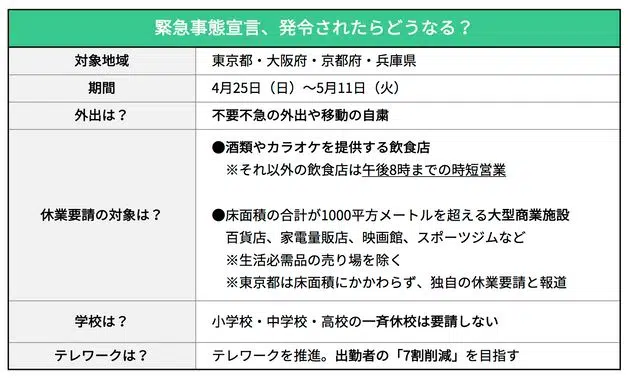 緊急事態宣言、発令されたらどうなる？
対象地域
東京都・大阪府・京都府・兵庫県
期間
4月25日（日）〜5月11日（火）
外出は？
不要不急の外出や移動の自粛
休業要請の対象は？
●酒類やカラオケを提供する飲食店
※それ以外の飲食店は午後8時までの時短営業
●床面積の合計が1000平方メートルを超える大型商業施設
百貨店、家電量販店、映画館、スポーツジムなど
※生活必需品の売り場を除く
※東京都は床面積にかかわらず、独自の休業要請と報道
学校は？
小学校・中学校・高校の一斉休校は要請しない
テレワークは？
テレワークを推進。出勤者の「7割削減」を目指す